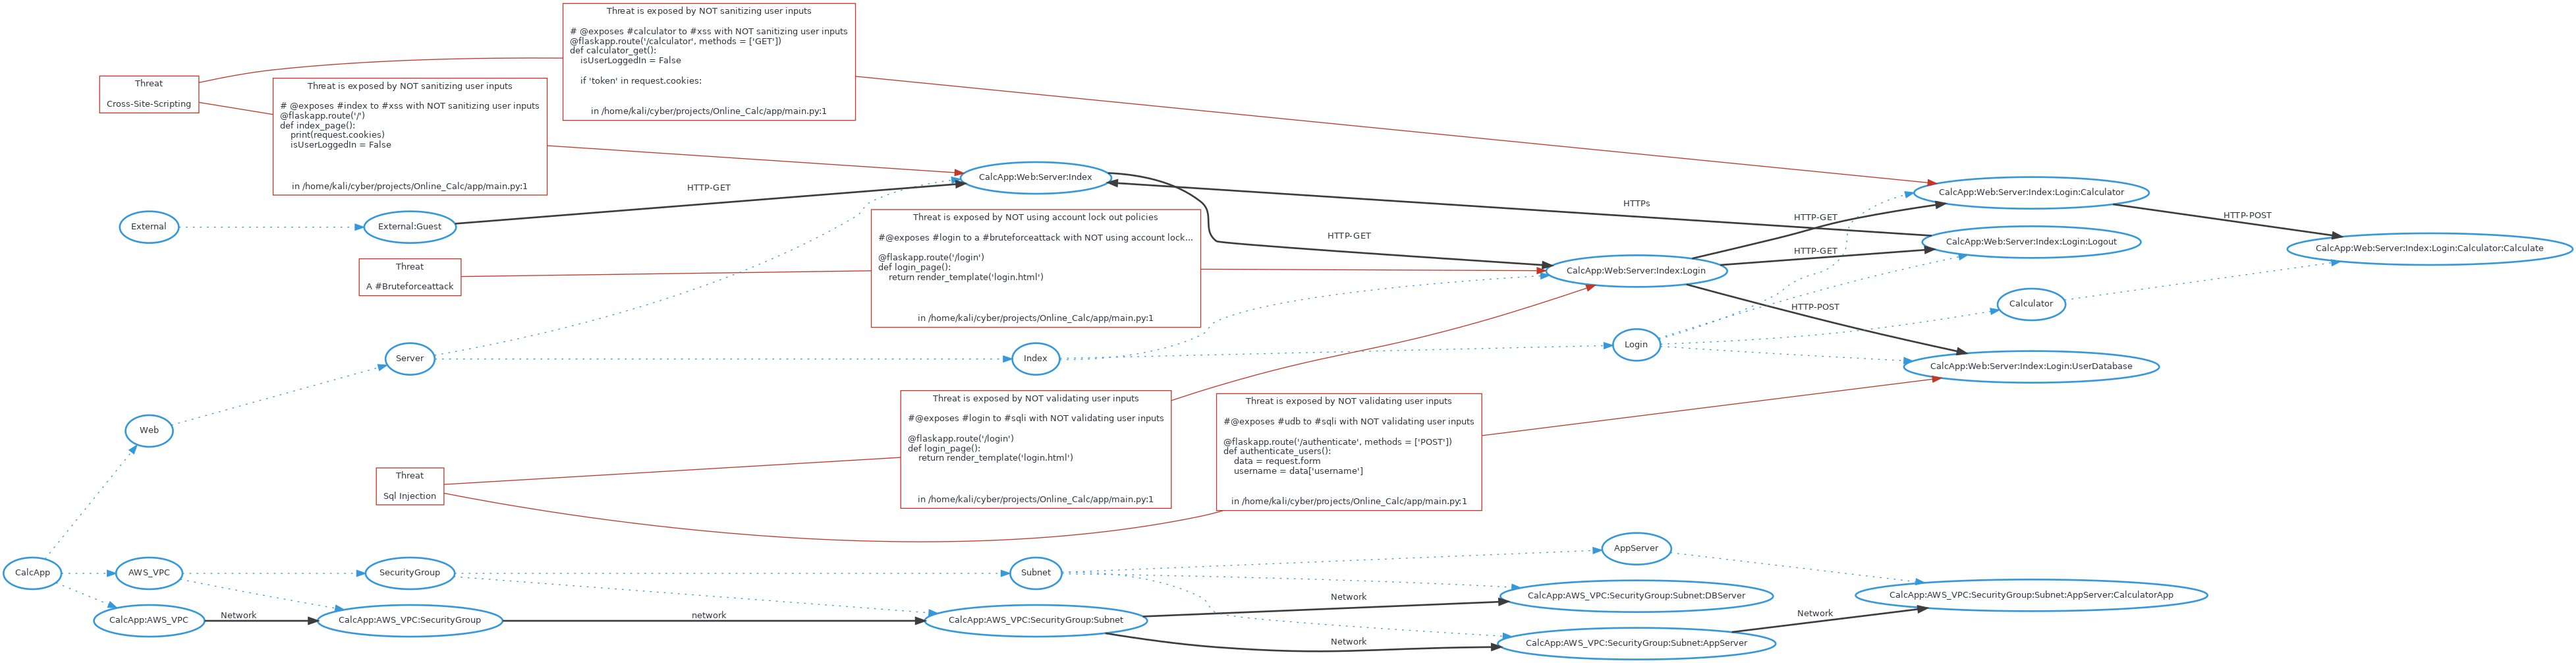 Threat is exposed by NOT sanitizing user inputs
# @exposes #calculator to #xss with NOT sanitizing user inputs
@flaskapp.route('/calculator', methods = ['GET'])
def calculator_get():
    isUserLoggedIn = False
    if 'token' in request.cookies:
in /home/kali/cyber/projects/Online_Calc/app/main.py:1
Threat
Cross-Site-Scripting
Threat is exposed by NOT sanitizing user inputs
# @exposes #index to #xss with NOT sanitizing user inputs
@flaskapp.route('/')
def index_page():
    print(request.cookies)
    isUserLoggedIn = False
in /home/kali/cyber/projects/Online_Calc/app/main.py:1
CalcApp:Web:Server:Index
HTTP-GET
External
External:Guest
Threat
A #Bruteforceattack
Threat is exposed by NOT using account lock out policies
#@exposes #login to a #bruteforceattack with NOT using account lock...
@flaskapp.route('/login')
def login_page():
    return render_template('login.html')
in /home/kali/cyber/projects/Online_Calc/app/main.py:1
HTTP-GET
CalcApp:Web:Server:Index:Login
HTTPs
HTTP-GET
HTTP-GET
HTTP-POST
CalcApp:Web:Server:Index:Login:Calculator
CalcApp:Web:Server:Index:Login:Logout
HTTP-POST
CalcApp:Web:Server:Index:Login:Calculator:Calculate
Calculator
CalcApp:Web:Server:Index:Login:UserDatabase
Server
Index
Login
Web
Threat
Sql Injection
Threat is exposed by NOT validating user inputs
#@exposes #login to #sqli with NOT validating user inputs
@flaskapp.route('/login')
def login_page():
    return render_template('login.html')
in /home/kali/cyber/projects/Online_Calc/app/main.py:1
Threat is exposed by NOT validating user inputs
#@exposes #udb to #sqli with NOT validating user inputs
@flaskapp.route('/authenticate', methods = ['POST'])
def authenticate_users():
    data = request.form
    username = data['username']
in /home/kali/cyber/projects/Online_Calc/app/main.py:1
CalcApp
AWS_VPC
SecurityGroup
Subnet
AppServer
CalcApp:AWS_VPC
Network
CalcApp:AWS_VPC:SecurityGroup
network
CalcApp:AWS_VPC:SecurityGroup:Subnet
Network
CalcApp:AWS_VPC:SecurityGroup:Subnet:DBServer
Network
CalcApp:AWS_VPC:SecurityGroup:Subnet:AppServer
Network
CalcApp:AWS_VPC:SecurityGroup:Subnet:AppServer:CalculatorApp